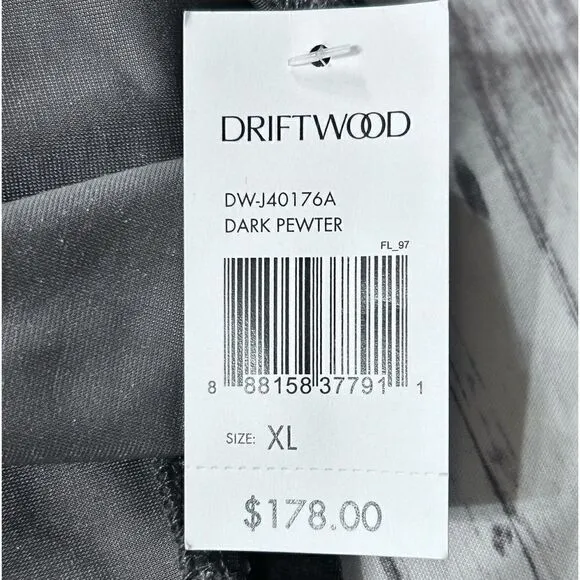 DRIFTWOOD
DW-J40176A
DARK PEWTER
FL_97
8 88158 37791 1
SIZE: XL
$178.00